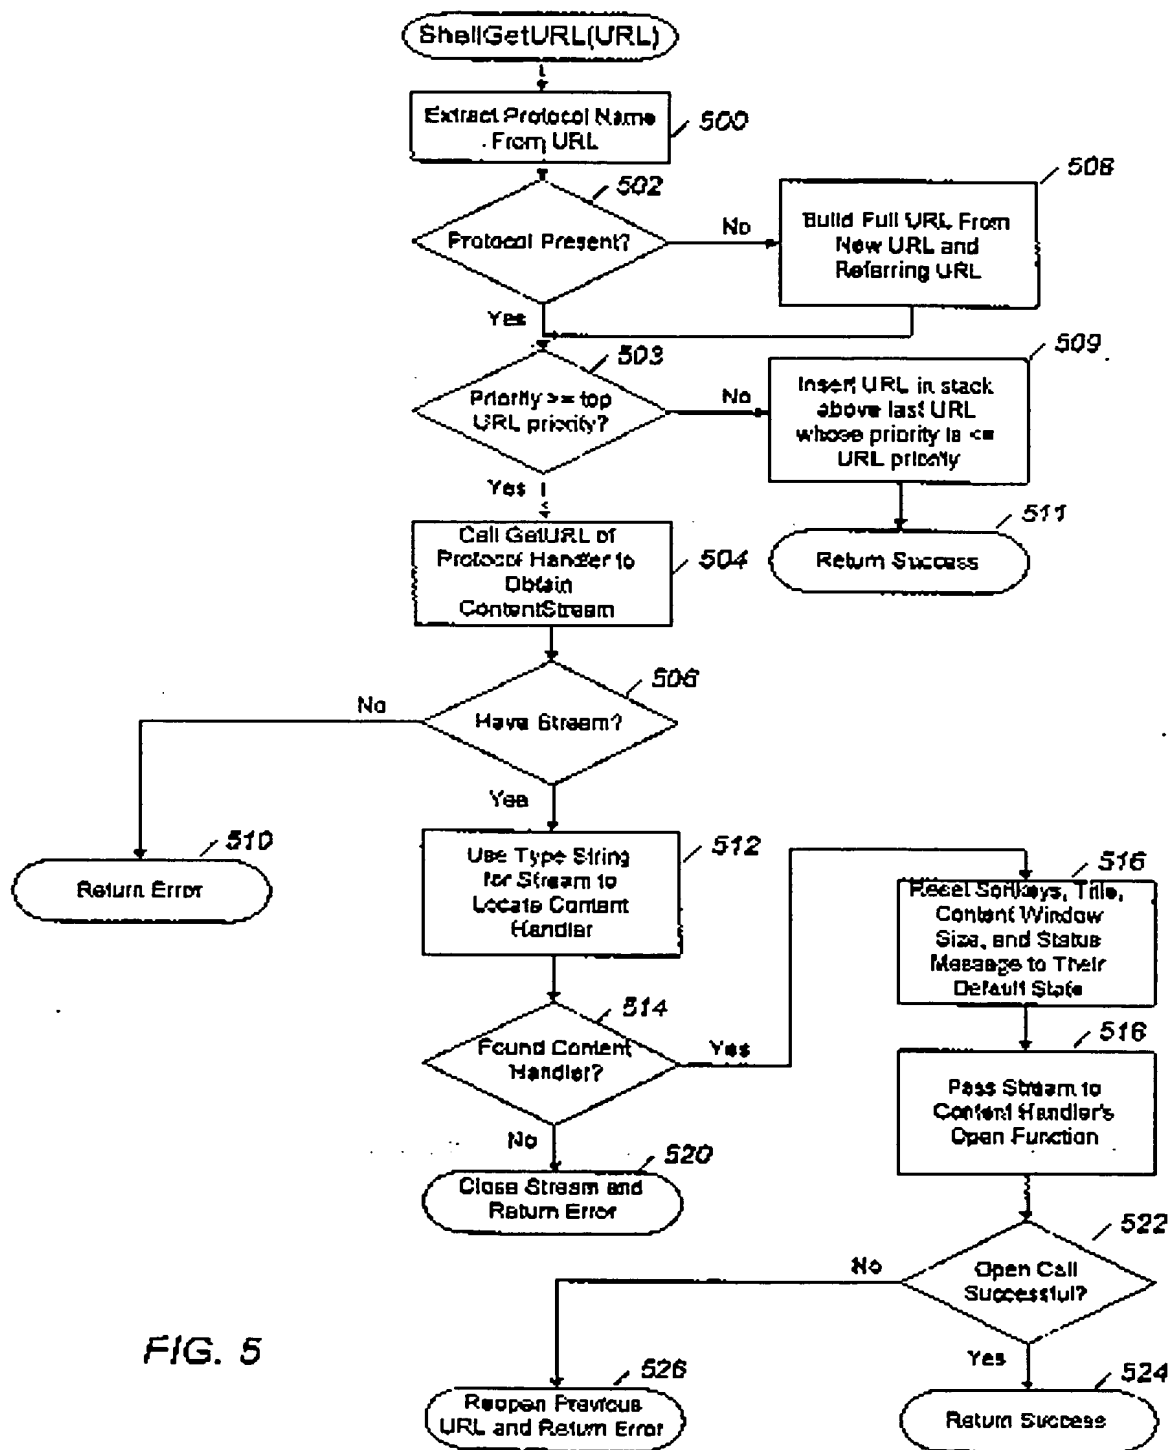 ShellGetURL(URL)
Extract Protocol Name
From URL
500
502
Protocol Present?
No
508
Build Full URL From
New URL and
Referring URL
Yes
503
Priority >= top
URL priority?
No
509
Insert URL in stack
above last URL
whose priority is <=
URL priority
Yes
511
Return Success
Call GetURL of
Protocol Handler to
Obtain
ContentStream
504
506
Have Stream?
No
Yes
510
Return Error
Use Type String
for Stream to
Locate Content
Handler
512
516
Reset Softkeys, Title,
Content Window
Size, and Status
Message to Their
Default State
514
Found Content
Handler?
Yes
No
516
Pass Stream to
Content Handler's
Open Function
520
Close Stream and
Return Error
522
Open Call
Successful?
No
Yes
526
Reopen Previous
URL and Return Error
524
Return Success
FIG. 5